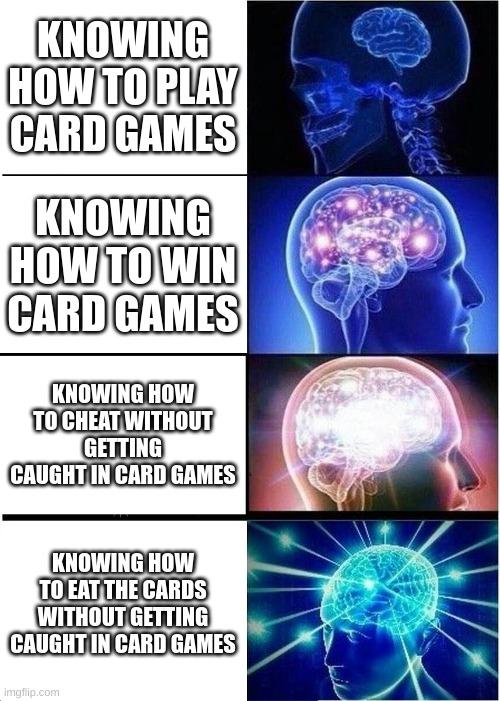 KNOWING
HOW TO PLAY
CARD GAMES
KNOWING
HOW TO WIN
CARD GAMES
KNOWING HOW
TO CHEAT WITHOUT
GETTING
CAUGHT IN CARD GAMES
KNOWING HOW
TO EAT THE CARDS
WITHOUT GETTING
CAUGHT IN CARD GAMES
imgflip.com